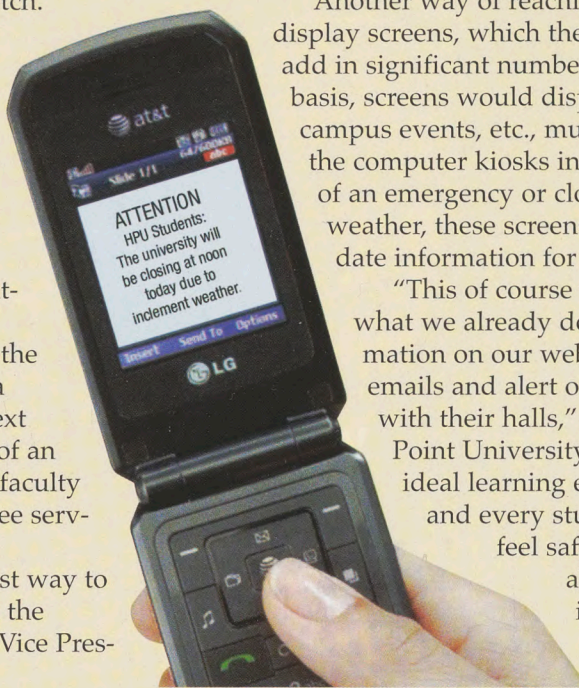 tch.
t-
the
ext
of an
faculty
ee serv-
st way to
the
Vice Pres-
at&t
64/600KB
abc
Slide 1/1
ATTENTION
HPU Students:
The university will
be closing at noon
today due to
inclement weather.
Insert Send To Options
LG
Another way of reachi
display screens, which the
add in significant numbe
basis, screens would dis
campus events, etc., mu
the computer kiosks in
of an emergency or clo
weather, these screen
date information for
"This of course
what we already do
mation on our web
emails and alert o
with their halls,"
Point University
ideal learning e
and every stu
feel saf
a
i